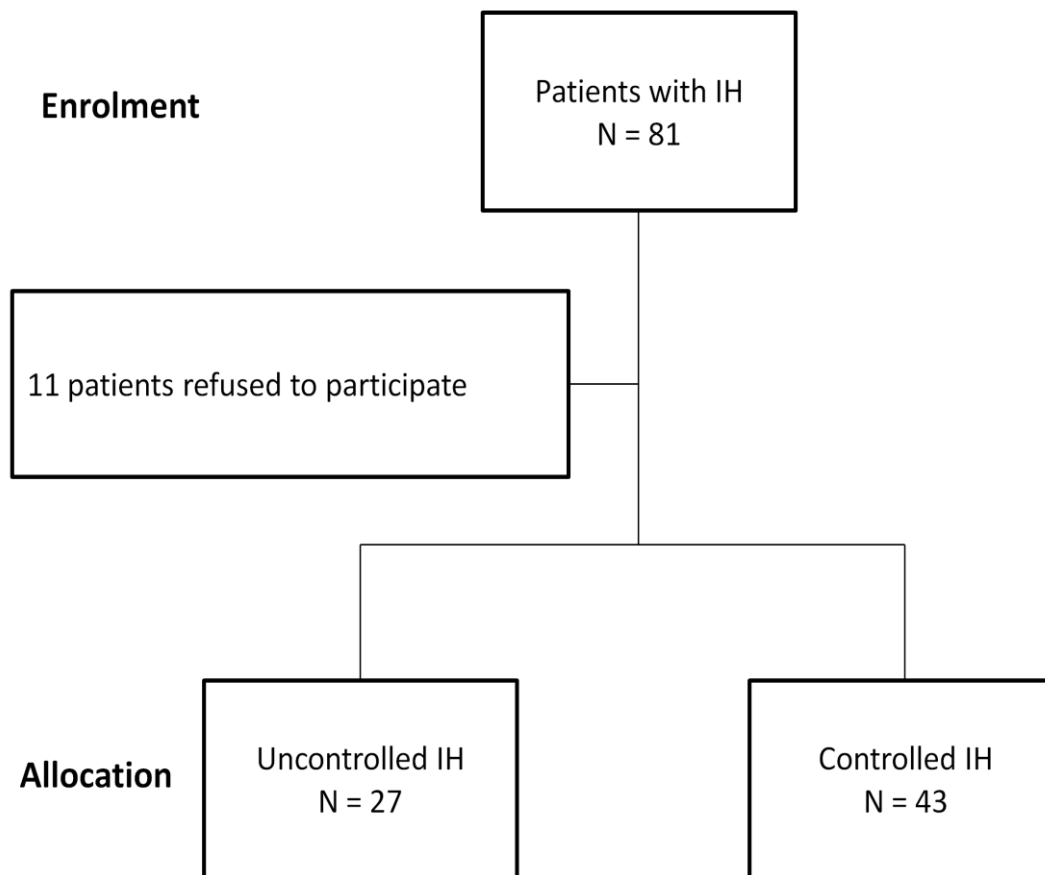 Enrolment
Patients with IH
N = 81
11 patients refused to participate
Allocation
Uncontrolled IH
N = 27
Controlled IH
N = 43